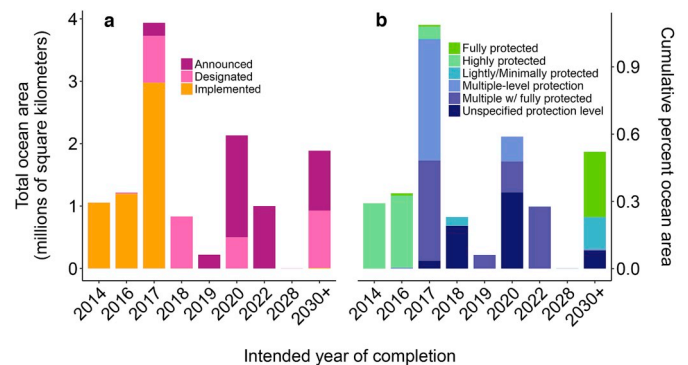 a
b
4
3
2
1
0
Total ocean area
(millions of square kilometers)
Announced
Designated
Implemented
Fully protected
Highly protected
Lightly/Minimally protected
Multiple-level protection
Multiple w/ fully protected
Unspecified protection level
0.9
0.6
0.3
0.0
Cumulative percent ocean area
2014
2016
2017
2018
2019
2020
2022
2028
2030+
2014
2016
2017
2018
2019
2020
2022
2028
2030+
Intended year of completion